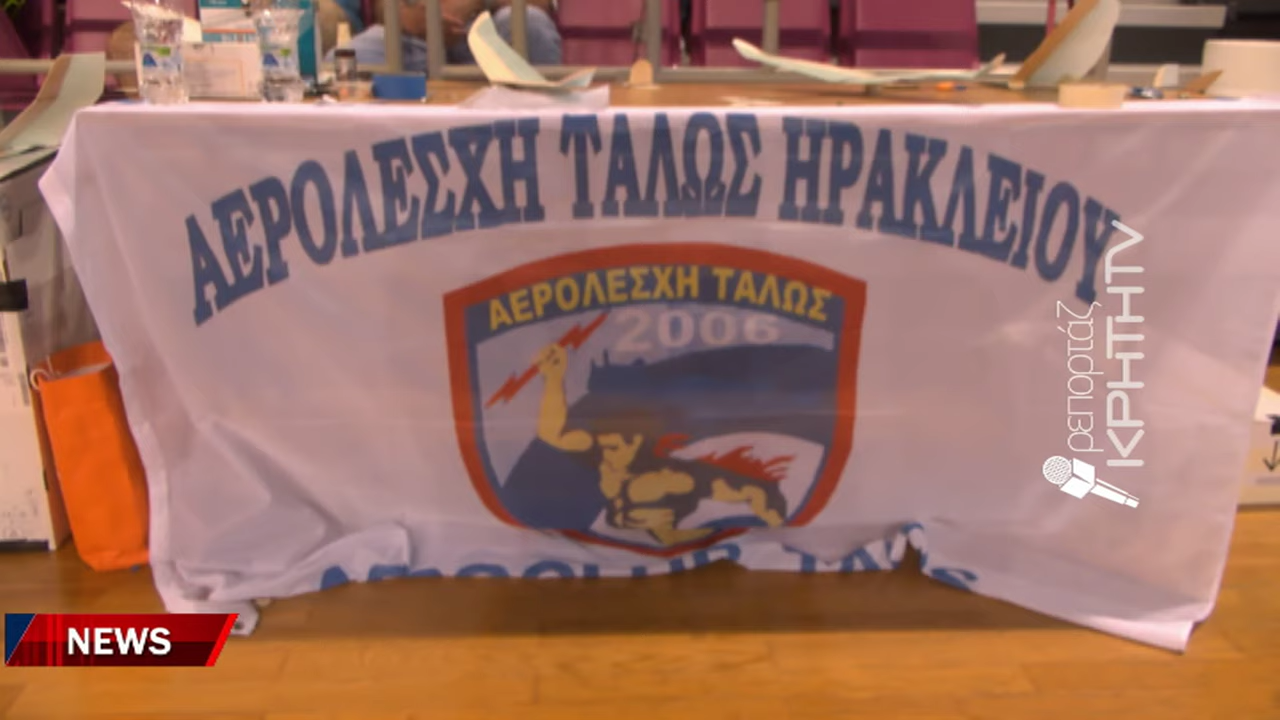 ΑΕΡΟΛΕΣΧΗ ΤΑΛΩΣ ΗΡΑΚΛΕΙΟΥ
ΑΕΡΟΛΕΣΧΗ ΤΑΛΩΣ
2006
ρεπορτάζ
ΚΡΗΤΗTV
NEWS